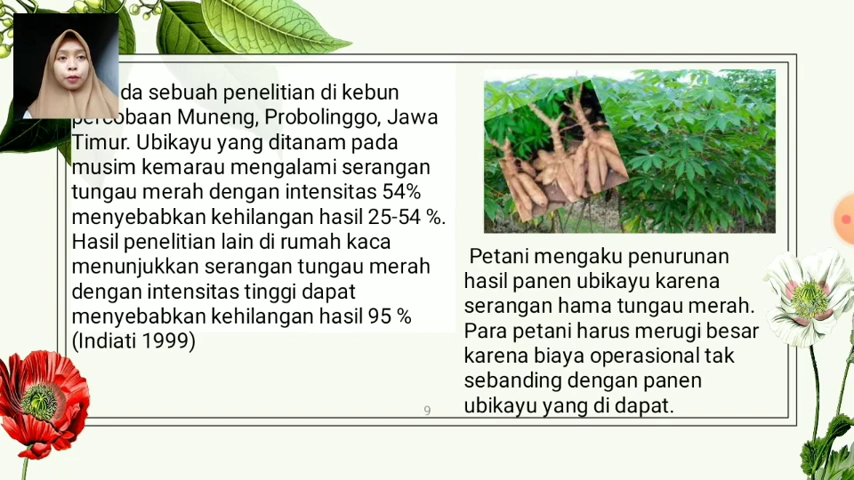 da sebuah penelitian di kebun
percobaan Muneng, Probolinggo, Jawa
Timur. Ubikayu yang ditanam pada
musim kemarau mengalami serangan
tungau merah dengan intensitas 54%
menyebabkan kehilangan hasil 25-54 %.
Hasil penelitian lain di rumah kaca
menunjukkan serangan tungau merah
dengan intensitas tinggi dapat
menyebabkan kehilangan hasil 95 %
(Indiati 1999)
Petani mengaku penurunan
hasil panen ubikayu karena
serangan hama tungau merah.
Para petani harus merugi besar
karena biaya operasional tak
sebanding dengan panen
ubikayu yang di dapat.
9